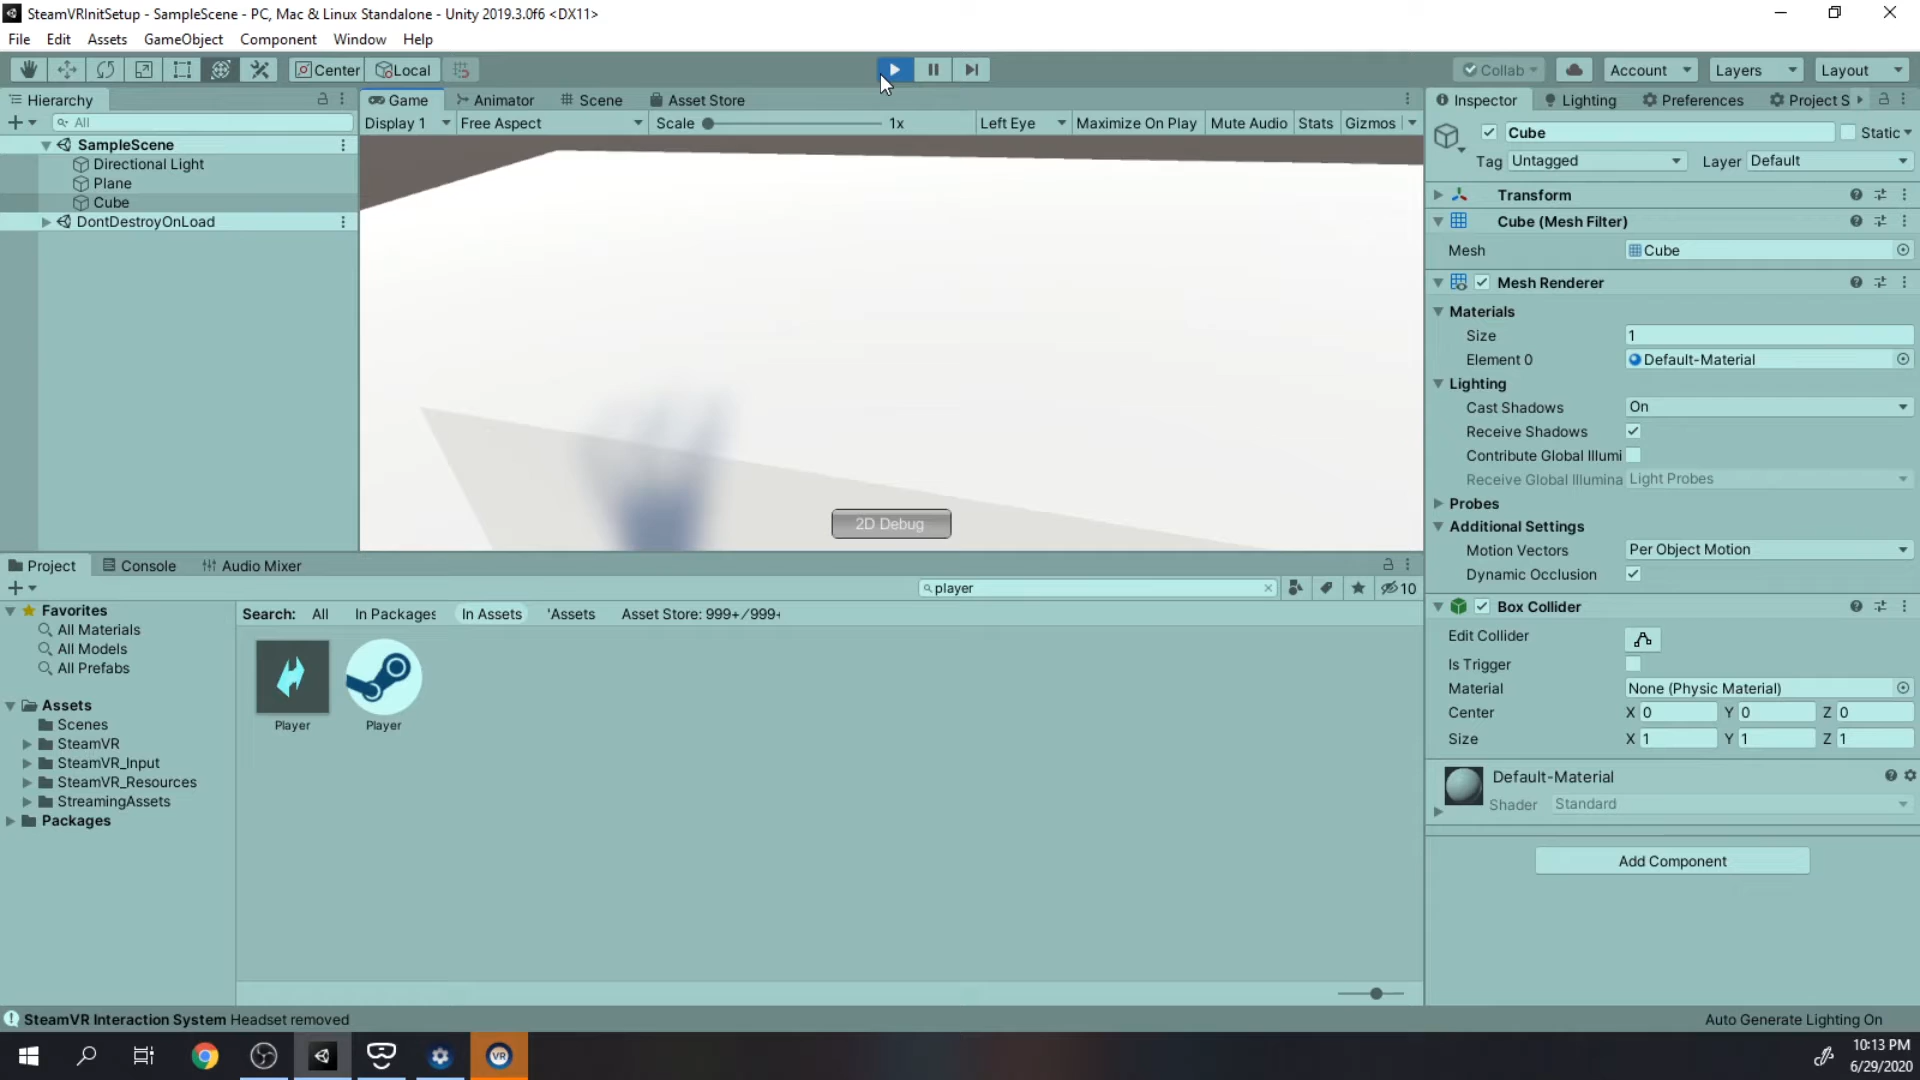 SteamVRInitSetup - SampleScene - PC, Mac & Linux Standalone - Unity 2019.3.0f6 <DX11>
File Edit Assets GameObject Component Window Help
Center Local Collab Account Layers Layout
Hierarchy
All
SampleScene
Directional Light
Plane
Cube
DontDestroyOnLoad
Game Animator Scene Asset Store
Display 1 Free Aspect Scale 1x Left Eye Maximize On Play Mute Audio Stats Gizmos
2D Debug
Inspector Lighting Preferences Project S
Cube Static
Tag Untagged Layer Default
Transform
Cube (Mesh Filter)
Mesh Cube
Mesh Renderer
Materials
Size 1
Element 0 Default-Material
Lighting
Cast Shadows On
Receive Shadows
Contribute Global Illumi
Receive Global Illumina Light Probes
Probes
Additional Settings
Motion Vectors Per Object Motion
Dynamic Occlusion
Box Collider
Edit Collider
Is Trigger
Material None (Physic Material)
Center X 0 Y 0 Z 0
Size X 1 Y 1 Z 1
Default-Material
Shader Standard
Add Component
Project Console Audio Mixer
player 10
Favorites
All Materials
All Models
All Prefabs
Assets
Scenes
SteamVR
SteamVR_Input
SteamVR_Resources
StreamingAssets
Packages
Search: All In Packages In Assets 'Assets Asset Store: 999+/999+
Player Player
SteamVR Interaction System Headset removed
Auto Generate Lighting On
VR
10:13 PM
6/29/2020